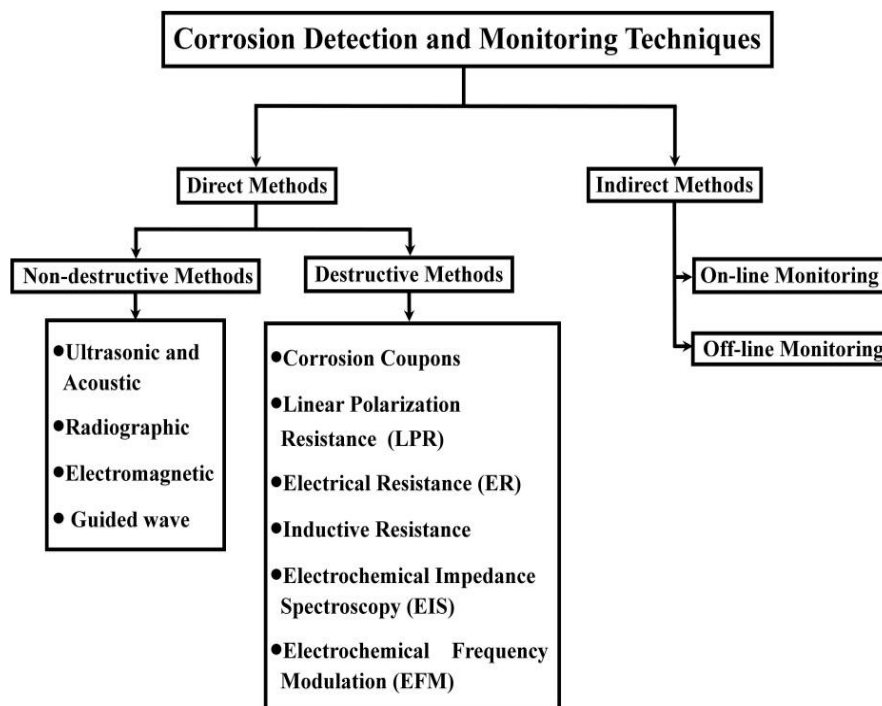 Corrosion Detection and Monitoring Techniques
Direct Methods
Indirect Methods
Non-destructive Methods
Destructive Methods
On-line Monitoring
Off-line Monitoring
●Ultrasonic and
Acoustic
●Radiographic
●Electromagnetic
● Guided wave
●Corrosion Coupons
●Linear Polarization
Resistance (LPR)
●Electrical Resistance (ER)
●Inductive Resistance
●Electrochemical Impedance
Spectroscopy (EIS)
●Electrochemical Frequency
Modulation (EFM)